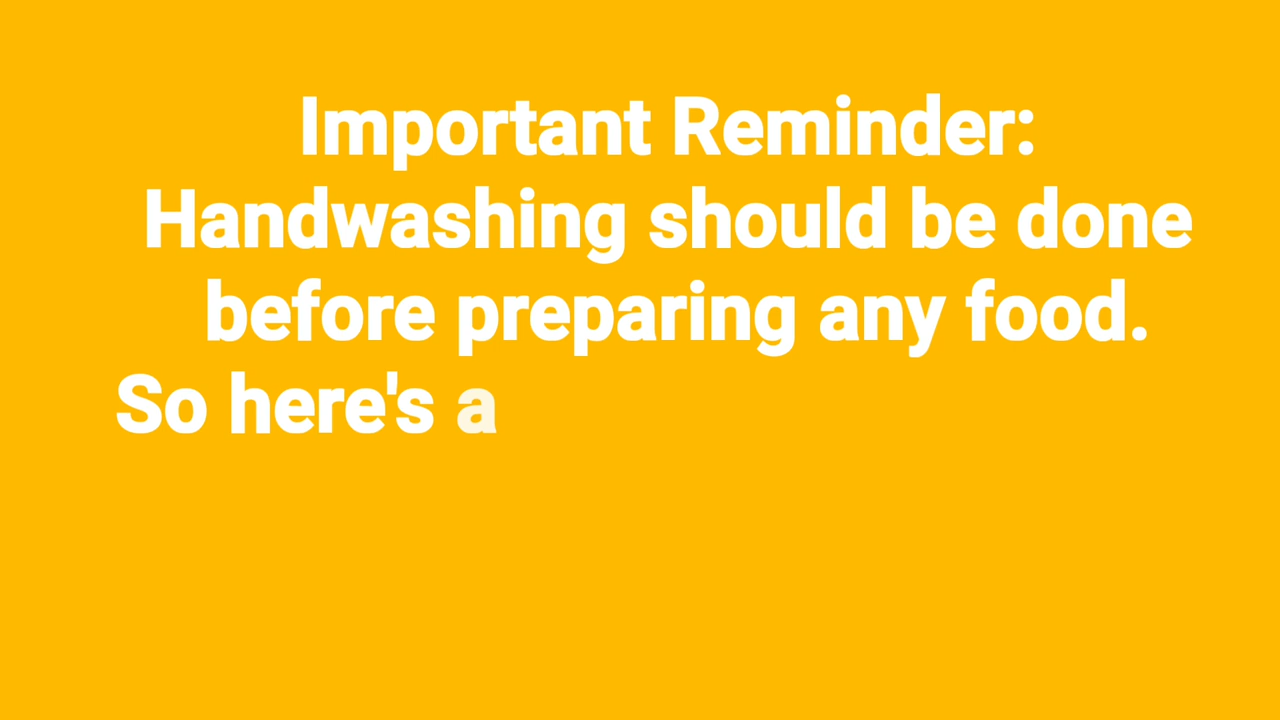 Important Reminder:
Handwashing should be done
before preparing any food.
So here's a